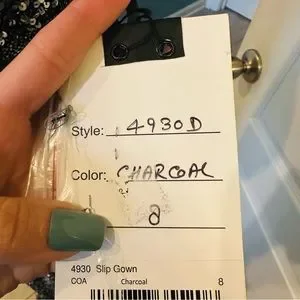 Style: 4930D
Color: CHARCOAL
8
4930 Slip Gown
COA Charcoal 8